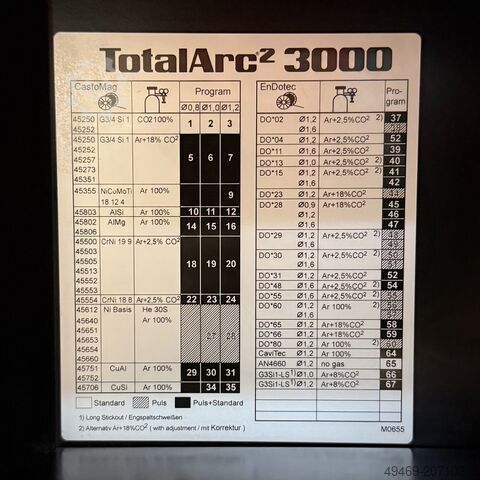 TotalArc² 3000
CastoMag Program
Ø0,8 Ø1,0 Ø1,2
45250 G3/4 Si 1 CO2100% 1 2 3
45252
45250 G3/4 Si 1 Ar+18% CO² 5 6 7
45252
45255
45257
45273
45351
45355 NiCoMoTi Ar 100% 9
18.12 4
45803 AlSi Ar 100% 10 11 12
45802 AlMg Ar 100% 14 15 16
45806
45500 CrNi 19 9 Ar+2,5%CO² 18 19 20
45503
45505
45513
45554 CrNi 18 8 Ar+2,5%CO² 22 23 24
45612 Ni Basis He 30S 27 28
45640 Ar 100%
45651
45654
45660
45751 CuAl Ar 100% 29 30 31
45752
45706 CuSi Ar 100% 34 35
Standard Puls Puls+Standard
1) Long Stickout / Engspaltschweißen
2) Alternativ Ar+18%CO² ( with adjustment / mit Korrektur )
EnDotec Pro-
gram
DO*02 Ø1,2 Ar+2,5%CO² 2) 37
Ø1,6
DO*04 Ø1,2 Ar+2,5%CO² 52
DO*11 Ø1,6 Ar+2,5%CO² 39
DO*13 Ø1,0 Ar+2,5%CO² 2) 40
DO*15 Ø1,2 Ar+2,5%CO² 2) 41
Ø1,6 42
DO*23 Ø1,2 Ar+18%CO²
DO*28 Ø0,9 Ar+18%CO² 45
Ø1,2 46
Ø1,6 47
DO*29 Ø1,2 Ar+2,5%CO² 2)
Ø1,6
DO*30 Ø1,2 Ar+2,5%CO² 2)
Ø1,6
DO*31 Ø1,2 Ar+2,5%CO² 52
DO*48 Ø1,6 Ar+2,5%CO² 2) 54
DO*55 Ø1,6 Ar+2,5%CO² 2) 55
DO*60 Ø1,2 Ar 100% 2) 56
Ø1,6
DO*65 Ø1,2 Ar+18%CO² 58
DO*66 Ø1,2 Ar+18%CO² 59
DO*80 Ø1,2 Ar 100% 2) 60
CaviTec Ø1,6 Ar 100% 64
AN4660 Ø1,2 no gas 65
G3Si1-LS 1) Ø1,0 Ar+8%CO² 66
G3Si1-LS 1) Ø1,2 Ar+8%CO² 67
M0655
49469-207102